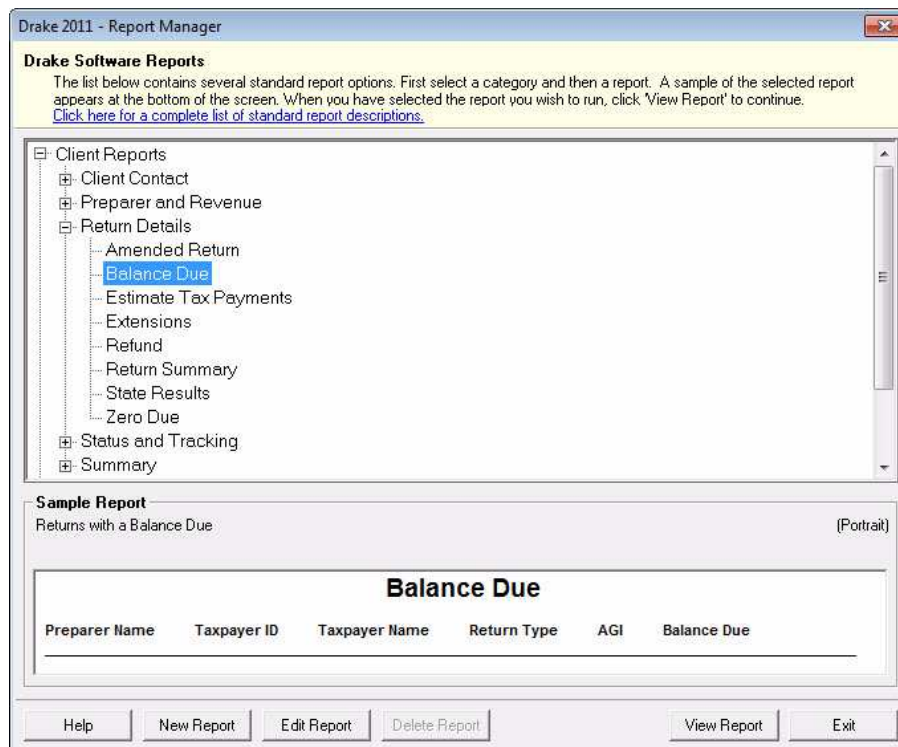 Drake 2011 - Report Manager
Drake Software Reports
The list below contains several standard report options. First select a category and then a report. A sample of the selected report
appears at the bottom of the screen. When you have selected the report you wish to run, click 'View Report' to continue.
Click here for a complete list of standard report descriptions.
Client Reports
Client Contact
Preparer and Revenue
Return Details
Amended Return
Balance Due
Estimate Tax Payments
Extensions
Refund
Return Summary
State Results
Zero Due
Status and Tracking
Summary
Sample Report
Returns with a Balance Due (Portrait)
Balance Due
Preparer Name Taxpayer ID Taxpayer Name Return Type AGI Balance Due
Help New Report Edit Report Delete Report View Report Exit